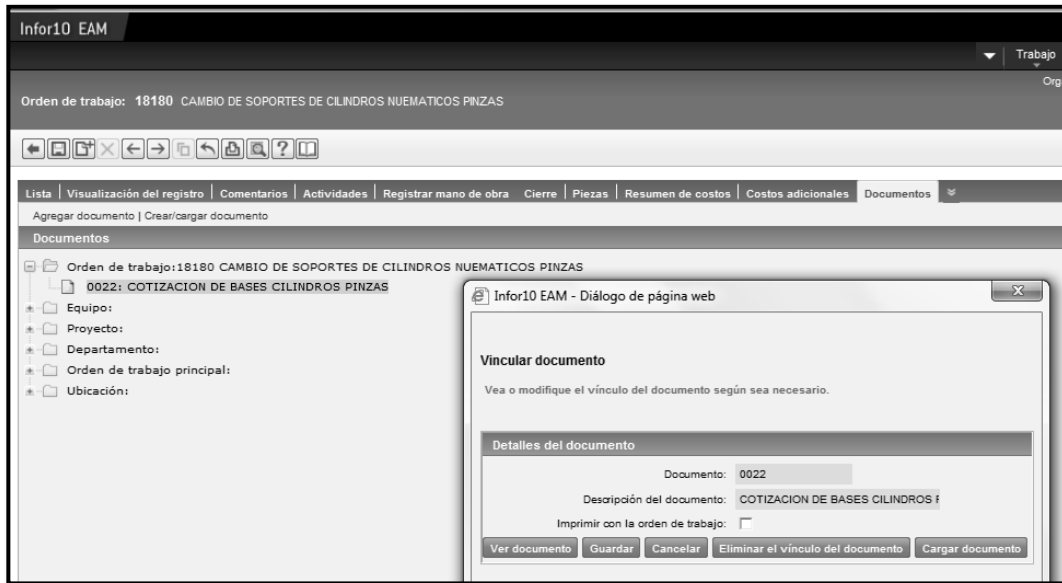 Infor10 EAM
Trabajo
Org
Orden de trabajo: 18180 CAMBIO DE SOPORTES DE CILINDROS NUEMATICOS PINZAS
Lista | Visualización del registro | Comentarios | Actividades | Registrar mano de obra Cierre | Piezas | Resumen de costos | Costos adicionales Documentos
Agregar documento | Crear/cargar documento
Documentos
Orden de trabajo:18180 CAMBIO DE SOPORTES DE CILINDROS NUEMATICOS PINZAS
0022: COTIZACION DE BASES CILINDROS PINZAS
Equipo:
Proyecto:
Departamento:
Orden de trabajo principal:
Ubicación:
Infor10 EAM - Diálogo de página web
Vincular documento
Vea o modifique el vínculo del documento según sea necesario.
Detalles del documento
Documento: 0022
Descripción del documento: COTIZACION DE BASES CILINDROS P
Imprimir con la orden de trabajo:
Ver documento Guardar Cancelar Eliminar el vínculo del documento Cargar documento